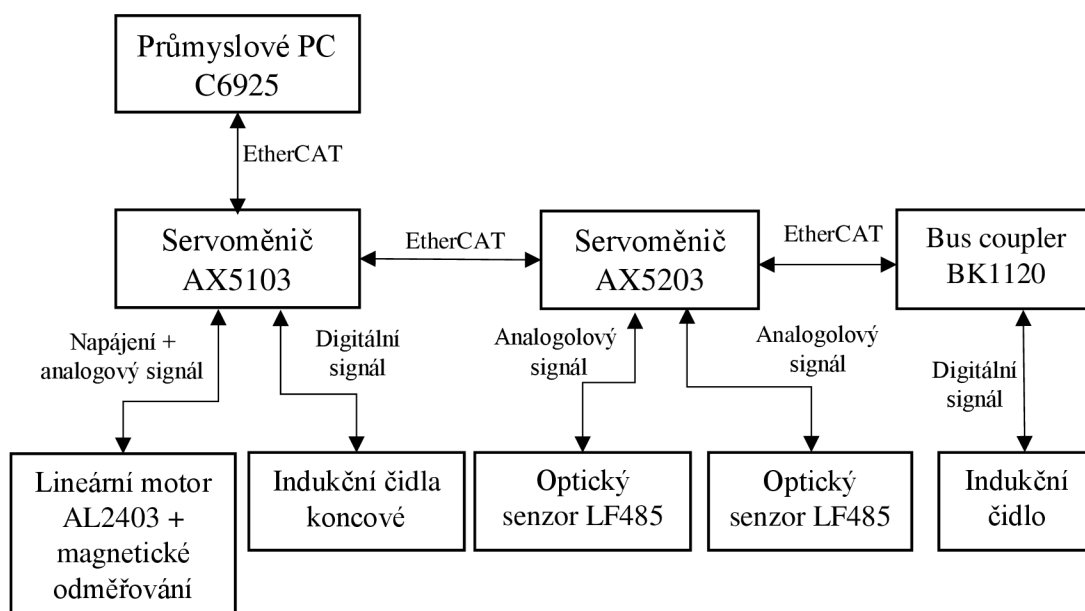 Průmyslové PC
C6925
EtherCAT
Servoměnič
AX5103
EtherCAT
Servoměnič
AX5203
EtherCAT
Bus coupler
BK1120
Napájení +
analogový signál
Digitální
signál
Analogolový
signál
Analogolový
signál
Digitální
signál
Lineární motor
AL2403 +
magnetické
odměřování
Indukční čidla
koncové
Optický
senzor LF485
Optický
senzor LF485
Indukční
čidlo